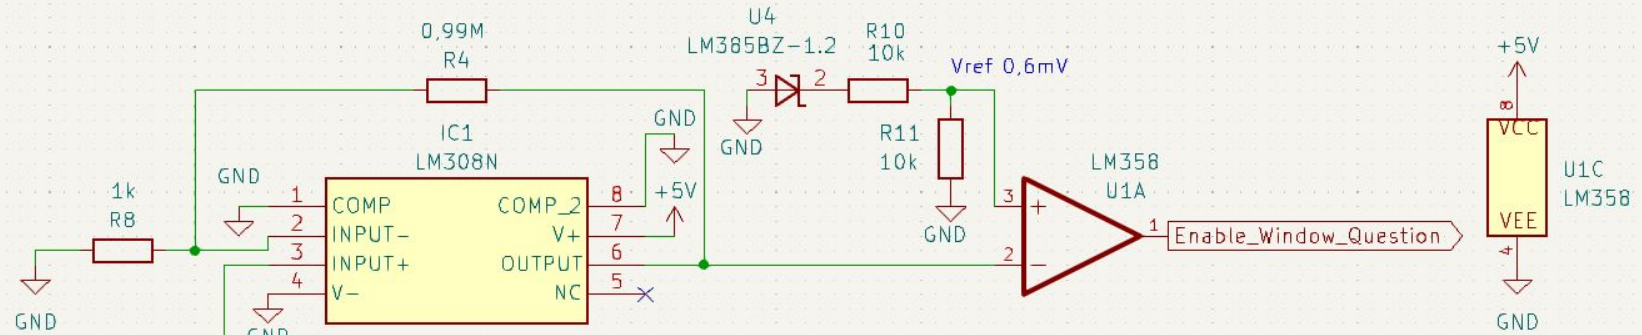 0,99M
R4
U4
LM385BZ-1.2
3
2
R10
10k
Vref 0,6mV
+5V
8
VCC
VEE
4
GND
U1C
LM358
GND
R11
10k
GND
LM358
U1A
3
+
2
-
1
Enable_Window_Question
IC1
LM308N
GND
+5V
GND
1k
R8
GND
1
COMP
2
INPUT-
3
INPUT+
4
V-
8
COMP_2
7
V+
6
OUTPUT
5
NC
GND